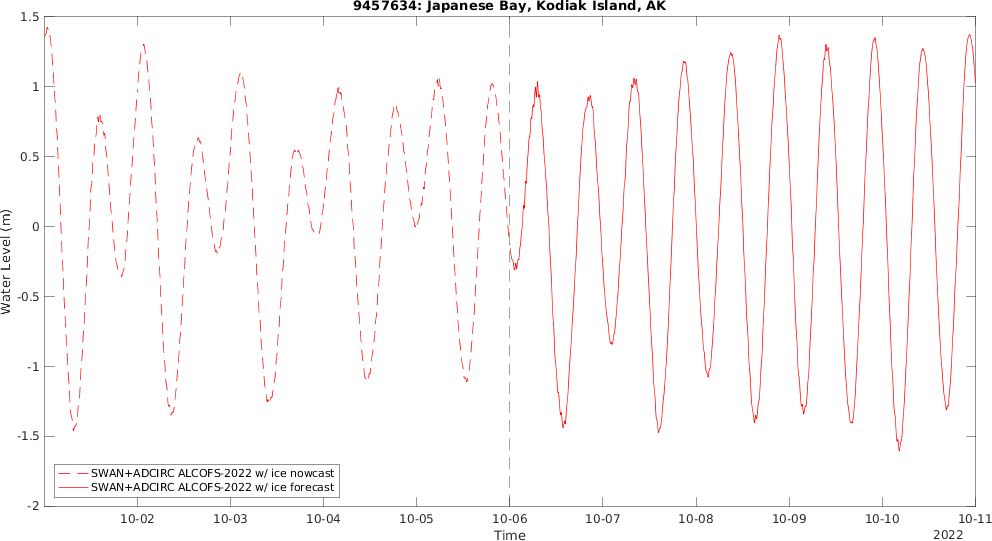 9457634: Japanese Bay, Kodiak Island, AK
1.5
1
0.5
0
-0.5
-1
-1.5
-2
Water Level (m)
SWAN+ADCIRC ALCOFS-2022 w/ ice nowcast
SWAN+ADCIRC ALCOFS-2022 w/ ice forecast
10-02 10-03 10-04 10-05 10-06 10-07 10-08 10-09 10-10 10-11
Time
2022